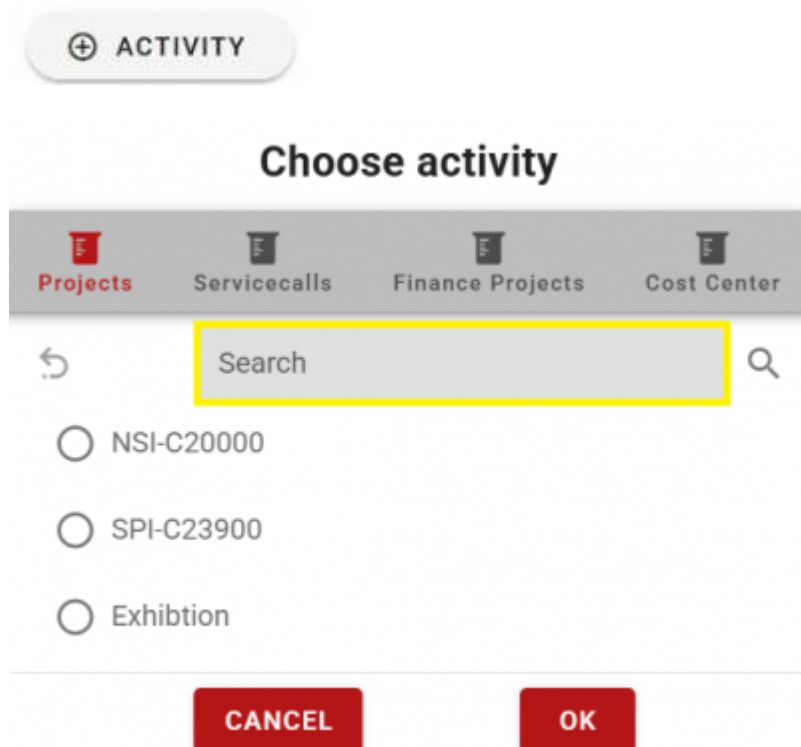 ACTIVITY
Choose activity
Projects Servicecalls Finance Projects Cost Center
Search
NSI-C20000
SPI-C23900
Exhibtion
CANCEL OK